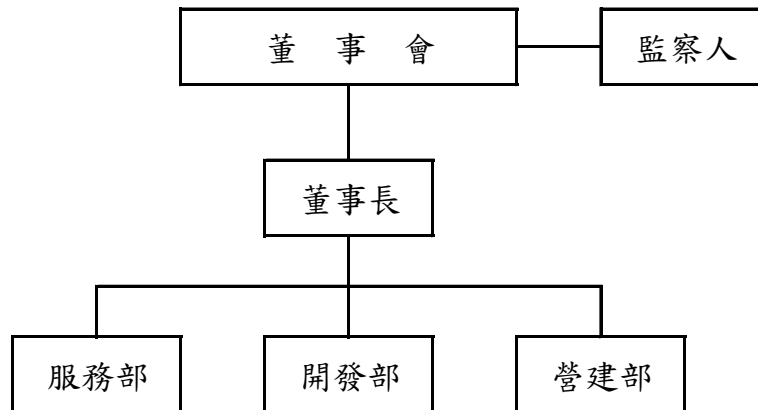 董 事 會
監察人
董事長
服務部
開發部
營建部